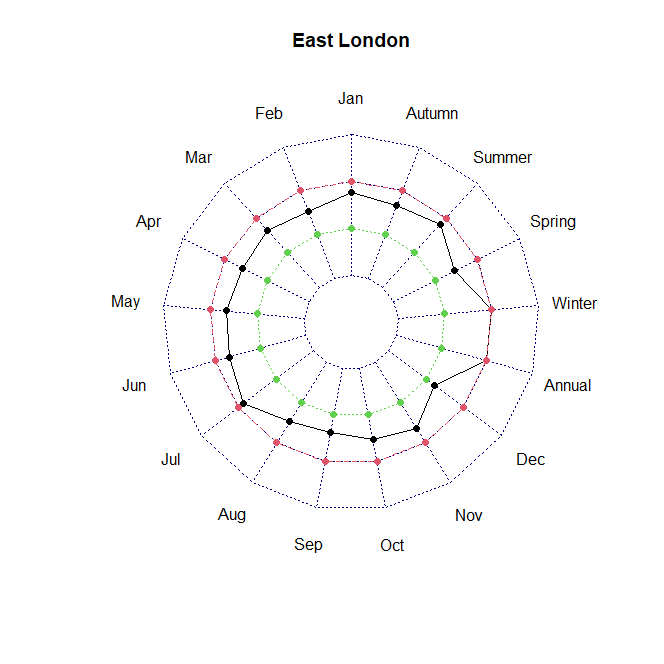 East London
Jan
Feb
Mar
Apr
May
Jun
Jul
Aug
Sep
Oct
Nov
Dec
Annual
Winter
Spring
Summer
Autumn